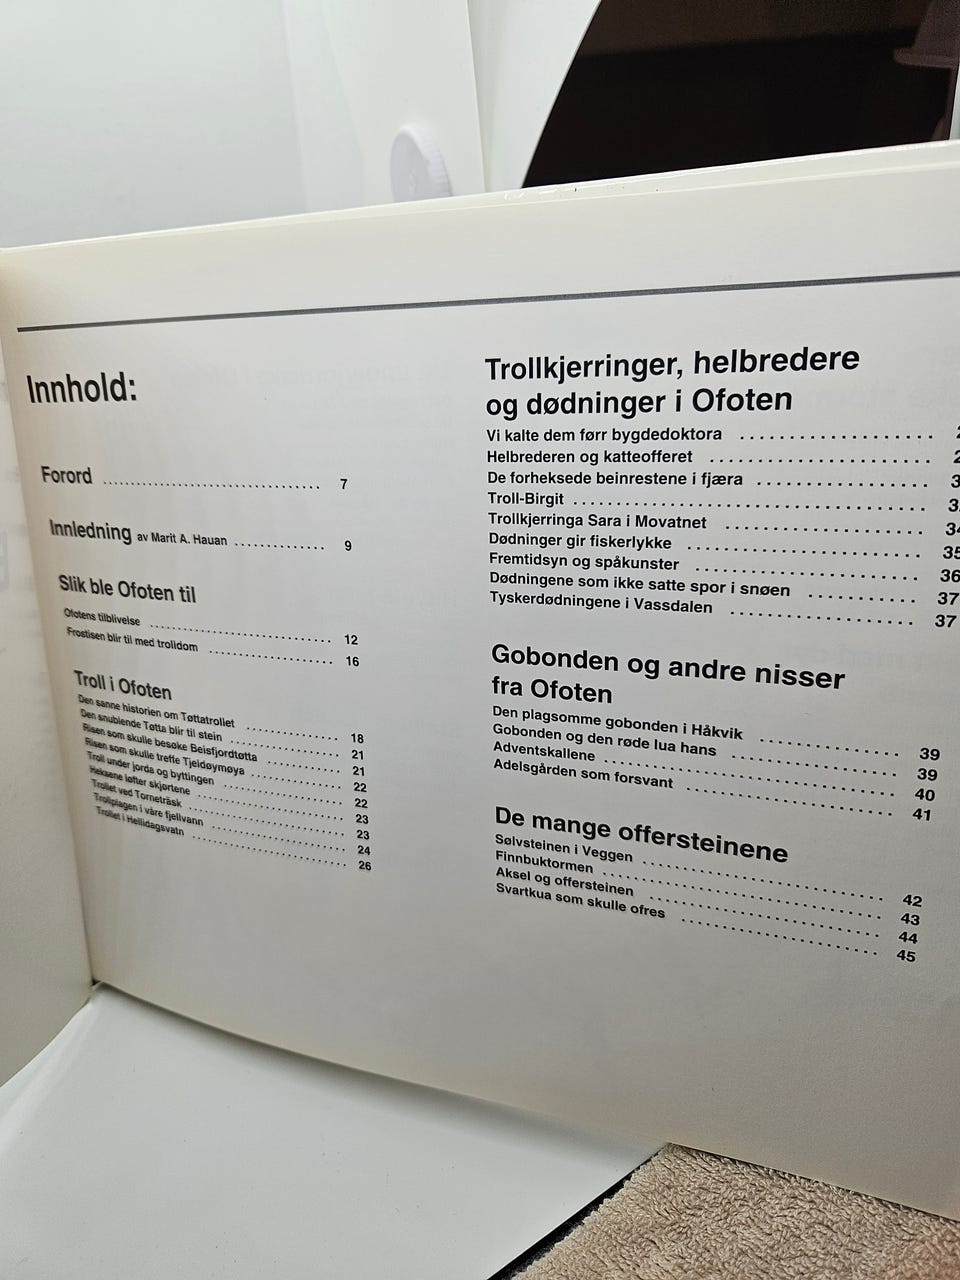 Innhold:
Forord ........................................ 7
Innledning av Marit A. Hauan ................ 9
Slik ble Ofoten til
Ofotens tilblivelse ................................ 12
Frostisen blir til med trolldom ...................... 16
Troll i Ofoten
Den sanne historien om Tøttatrollet ................ 18
Den snublende Tøtta blir til stein .................. 21
Risen som skulle besøke Beisfjordtøtta ............ 21
Risen som skulle treffe Tjeldøymøya .............. 22
Troll under jorda og byttingen .................... 22
Heksene løfter skjørtene .......................... 23
Trollet ved Torneträsk ............................ 23
Trollplagen i våre fjellvann ........................ 24
Trollet i Hellidagsvatn ............................ 26
Trollkjerringer, helbredere
og dødninger i Ofoten
Vi kalte dem førr bygdedoktora ....................
Helbrederen og katteofferet ......................
De forheksede beinrestene i fjæra ................
Troll-Birgit ......................................
Trollkjerringa Sara i Movatnet .................... 34
Dødninger gir fiskerlykke ........................ 35
Fremtidsyn og spåkunster ........................ 36
Dødningene som ikke satte spor i snøen .......... 37
Tyskerdødningene i Vassdalen .................... 37
Gobonden og andre nisser
fra Ofoten
Den plagsomme gobonden i Håkvik .............. 39
Gobonden og den røde lua hans .................. 39
Adventskallene .................................. 40
Adelsgården som forsvant ........................ 41
De mange offersteinene
Sølvsteinen i Veggen ............................ 42
Finnbuktormen .................................. 43
Aksel og offersteinen ............................ 44
Svartkua som skulle ofres ........................ 45